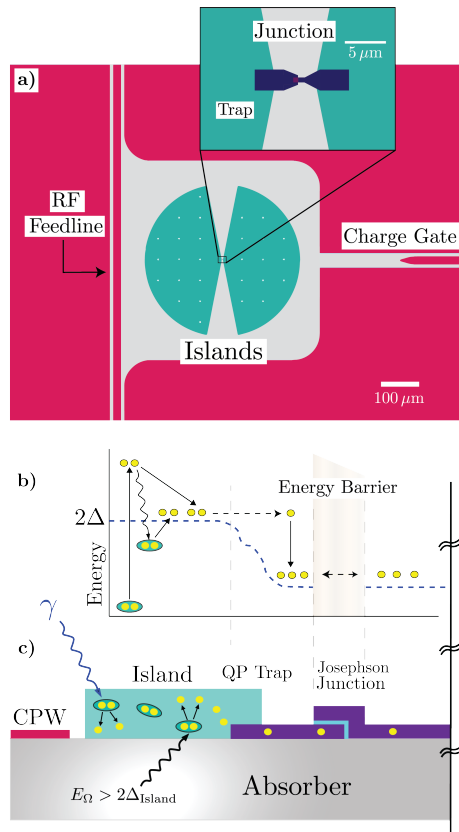 Junction
5 μm
a)
Trap
RF
Feedline
Charge Gate
Islands
100 μm
b)
Energy Barrier
2Δ
Energy
γ
c)
Island
QP Trap
Josephson
Junction
CPW
E_Ω > 2Δ_Island
Absorber